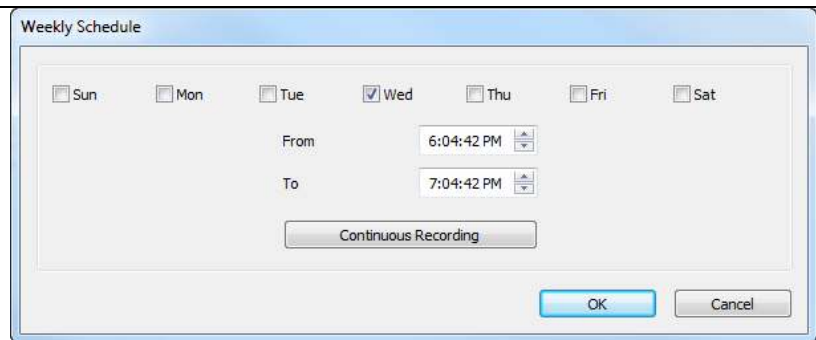 Weekly Schedule
Sun Mon Tue Wed Thu Fri Sat
From 6:04:42 PM
To 7:04:42 PM
Continuous Recording
OK Cancel